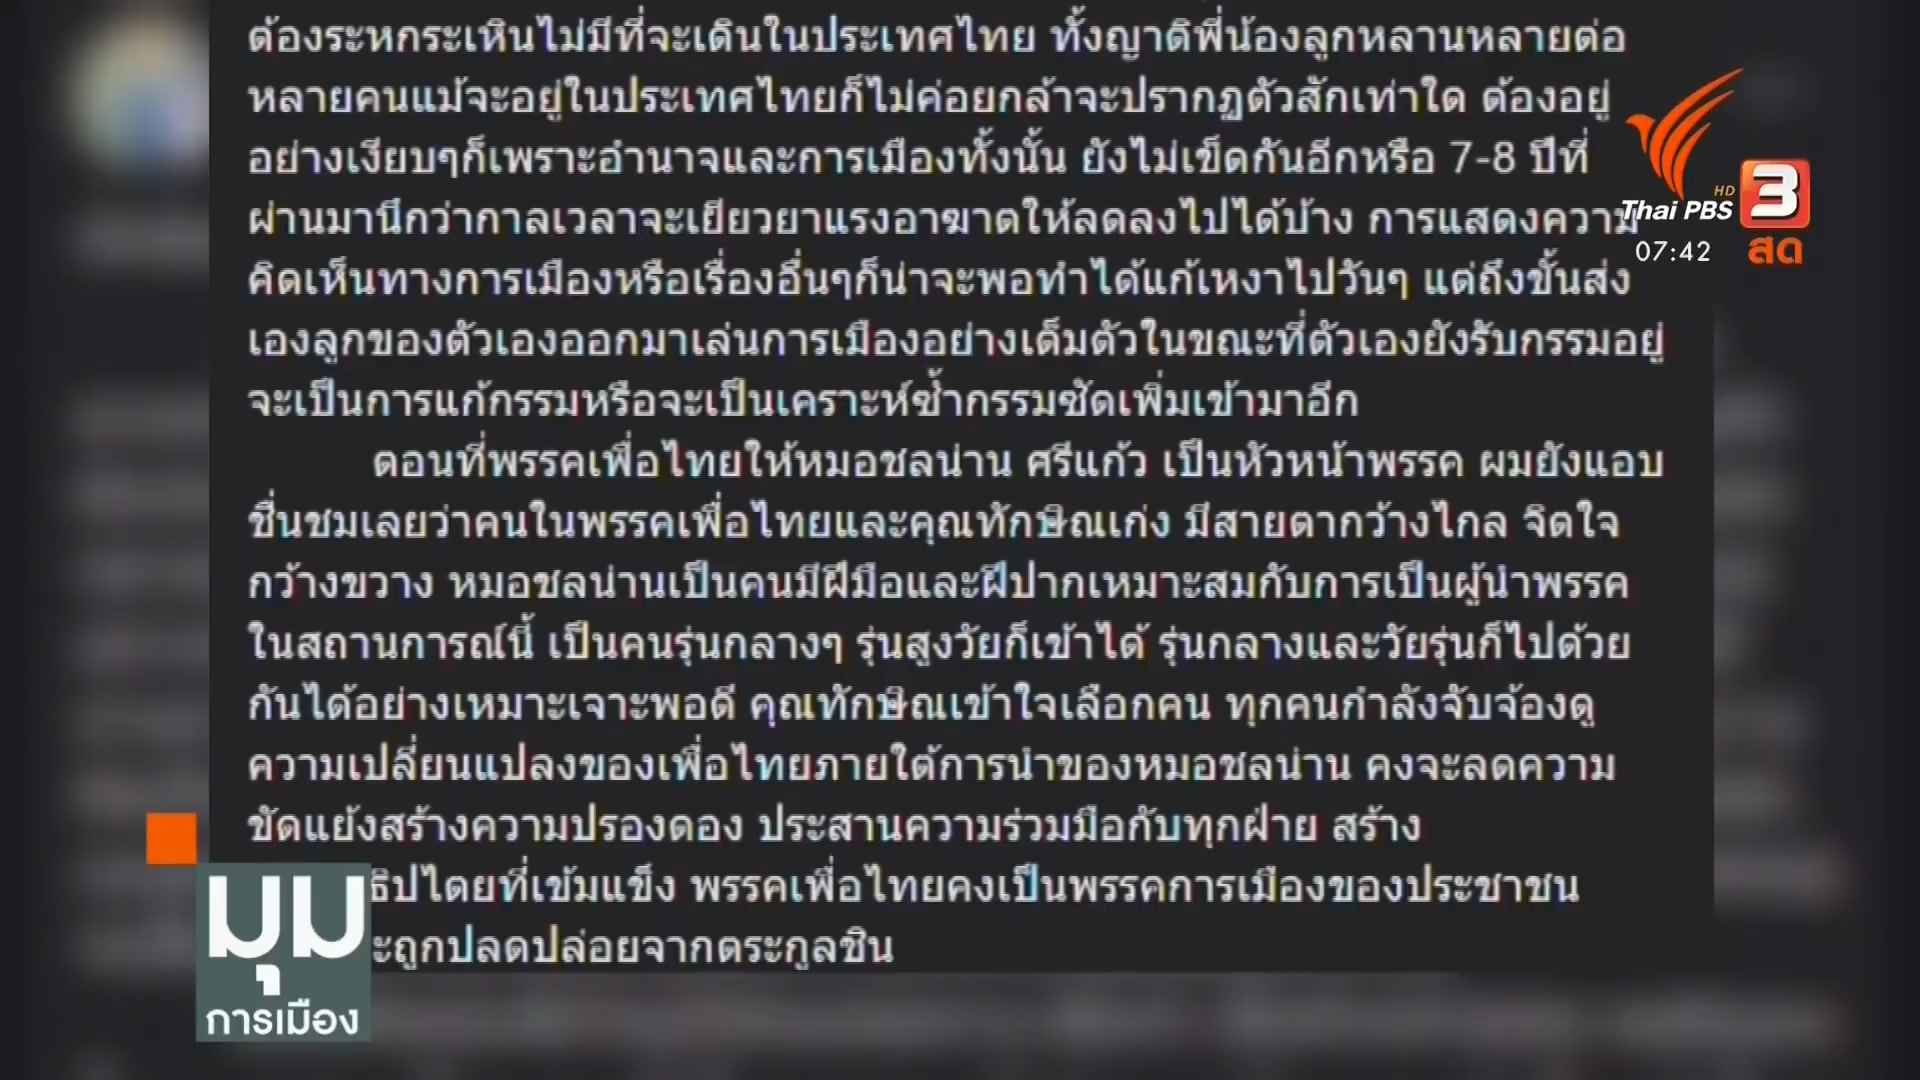 ต้องระหกระเหินไม่มีที่จะเดินในประเทศไทย ทั้งญาติพี่น้องลูกหลานหลายต่อ
หลายคนแม้จะอยู่ในประเทศไทยก็ไม่ค่อยกล้าจะปรากฏตัวสักเท่าใด ต้องอยู่
อย่างเงียบๆก็เพราะอำนาจและการเมืองทั้งนั้น ยังไม่เข็ดกันอีกหรือ 7-8 ปีที่
ผ่านมานึกว่ากาลเวลาจะเยียวยาแรงอาฆาตให้ลดลงไปได้บ้าง การแสดงความ
คิดเห็นทางการเมืองหรือเรื่องอื่นๆก็น่าจะพอทำได้แก้เหงาไปวันๆ แต่ถึงขั้นส่ง
เองลูกของตัวเองออกมาเล่นการเมืองอย่างเต็มตัวในขณะที่ตัวเองยังรับกรรมอยู่
จะเป็นการแก้กรรมหรือจะเป็นเคราะห์ซ้ำกรรมซัดเพิ่มเข้ามาอีก
ตอนที่พรรคเพื่อไทยให้หมอชลน่าน ศรีแก้ว เป็นหัวหน้าพรรค ผมยังแอบ
ชื่นชมเลยว่าคนในพรรคเพื่อไทยและคุณทักษิณเก่ง มีสายตากว้างไกล จิตใจ
กว้างขวาง หมอชลน่านเป็นคนมีฝีมือและฝีปากเหมาะสมกับการเป็นผู้นำพรรค
ในสถานการณ์นี้ เป็นคนรุ่นกลางๆ รุ่นสูงวัยก็เข้าได้ รุ่นกลางและวัยรุ่นก็ไปด้วย
กันได้อย่างเหมาะเจาะพอดี คุณทักษิณเข้าใจเลือกคน ทุกคนกำลังจับจ้องดู
ความเปลี่ยนแปลงของเพื่อไทยภายใต้การนำของหมอชลน่าน คงจะลดความ
ขัดแย้งสร้างความปรองดอง ประสานความร่วมมือกับทุกฝ่าย สร้าง
ธิปไตยที่เข้มแข็ง พรรคเพื่อไทยคงเป็นพรรคการเมืองของประชาชน
ะถูกปลดปล่อยจากตระกูลชิน
HD
Thai PBS 3
07:42 สด
มุม
การเมือง